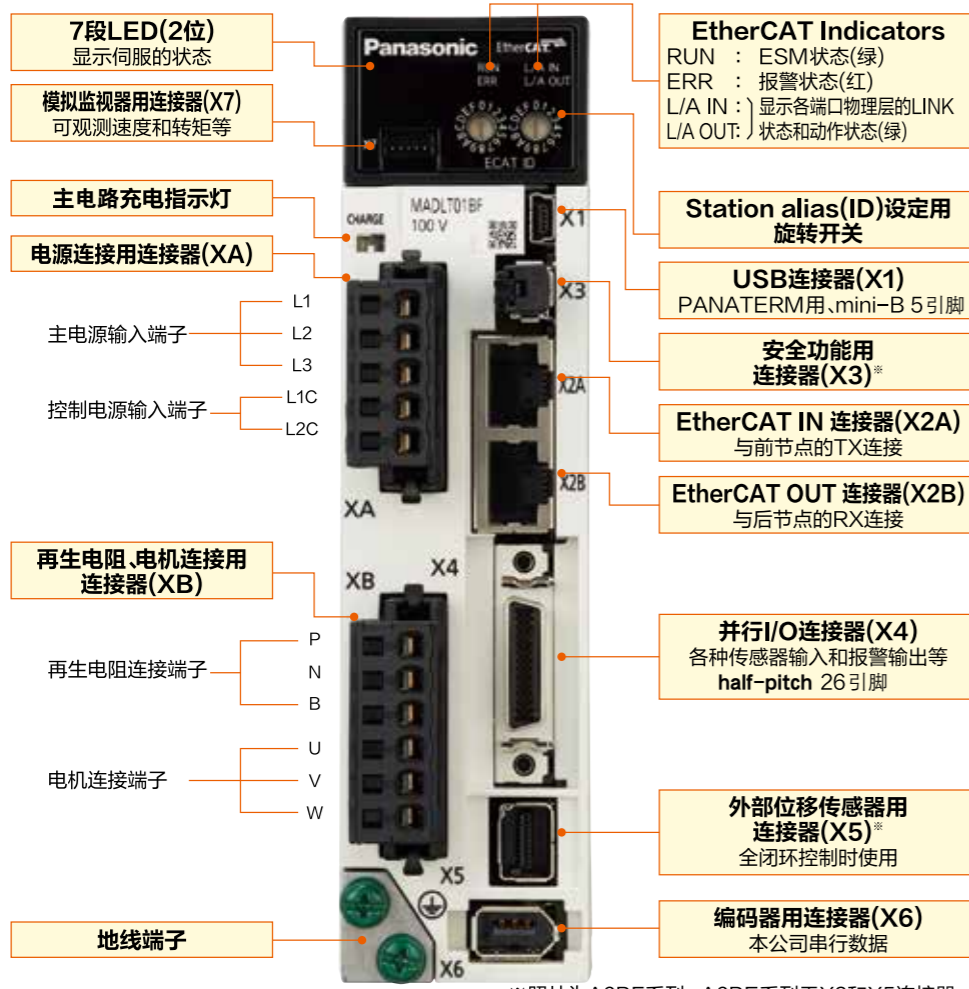 7段LED(2位)
显示伺服的状态
模拟监视器用连接器(X7)
可观测速度和转矩等
主电路充电指示灯
电源连接用连接器(XA)
主电源输入端子
L1
L2
L3
控制电源输入端子
L1C
L2C
再生电阻、电机连接用
连接器(XB)
再生电阻连接端子
P
N
B
电机连接端子
U
V
W
地线端子
Panasonic
EtherCAT
RUN
ERR
L/A IN
L/A OUT
X7
ECAT ID
CHARGE
MADLT01BF
100 V
X1
X3
X2A
X2B
XA
XB
X4
X5
X6
EtherCAT Indicators
RUN : ESM状态(绿)
ERR : 报警状态(红)
L/A IN : 显示各端口物理层的LINK
L/A OUT: 状态和动作状态(绿)
Station alias(ID)设定用
旋转开关
USB连接器(X1)
PANATERM用、mini-B 5引脚
安全功能用
连接器(X3)※
EtherCAT IN 连接器(X2A)
与前节点的TX连接
EtherCAT OUT 连接器(X2B)
与后节点的RX连接
并行I/O连接器(X4)
各种传感器输入和报警输出等
half-pitch 26引脚
外部位移传感器用
连接器(X5)※
全闭环控制时使用
编码器用连接器(X6)
本公司串行数据